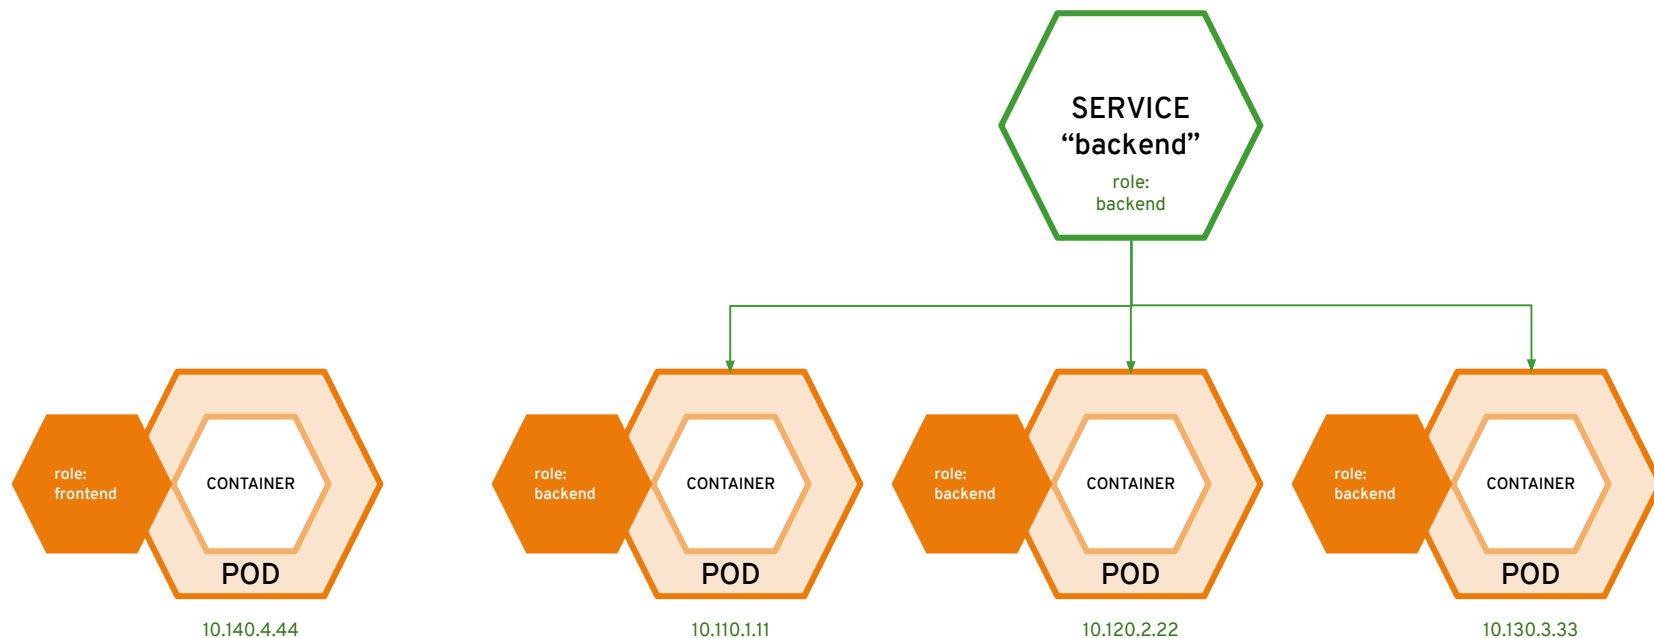 SERVICE
“backend”
role:
backend
role:
frontend
CONTAINER
POD
10.140.4.44
role:
backend
CONTAINER
POD
10.110.1.11
role:
backend
CONTAINER
POD
10.120.2.22
role:
backend
CONTAINER
POD
10.130.3.33